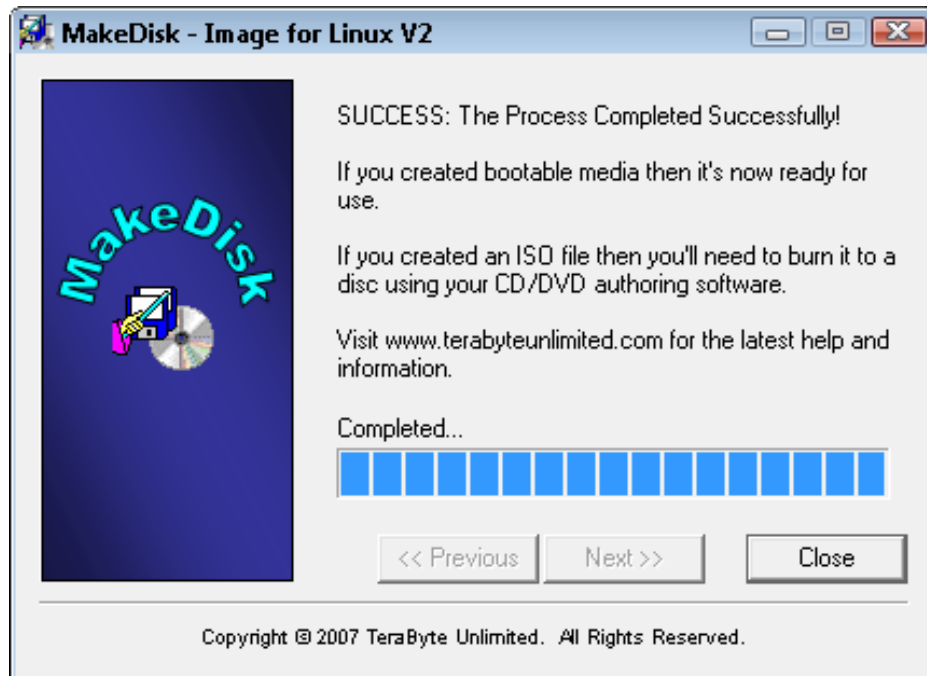 MakeDisk - Image for Linux V2
MakeDisk
SUCCESS: The Process Completed Successfully!
If you created bootable media then it's now ready for
use.
If you created an ISO file then you'll need to burn it to a
disc using your CD/DVD authoring software.
Visit www.terabyteunlimited.com for the latest help and
information.
Completed...
<< Previous
Next >>
Close
Copyright © 2007 TeraByte Unlimited. All Rights Reserved.